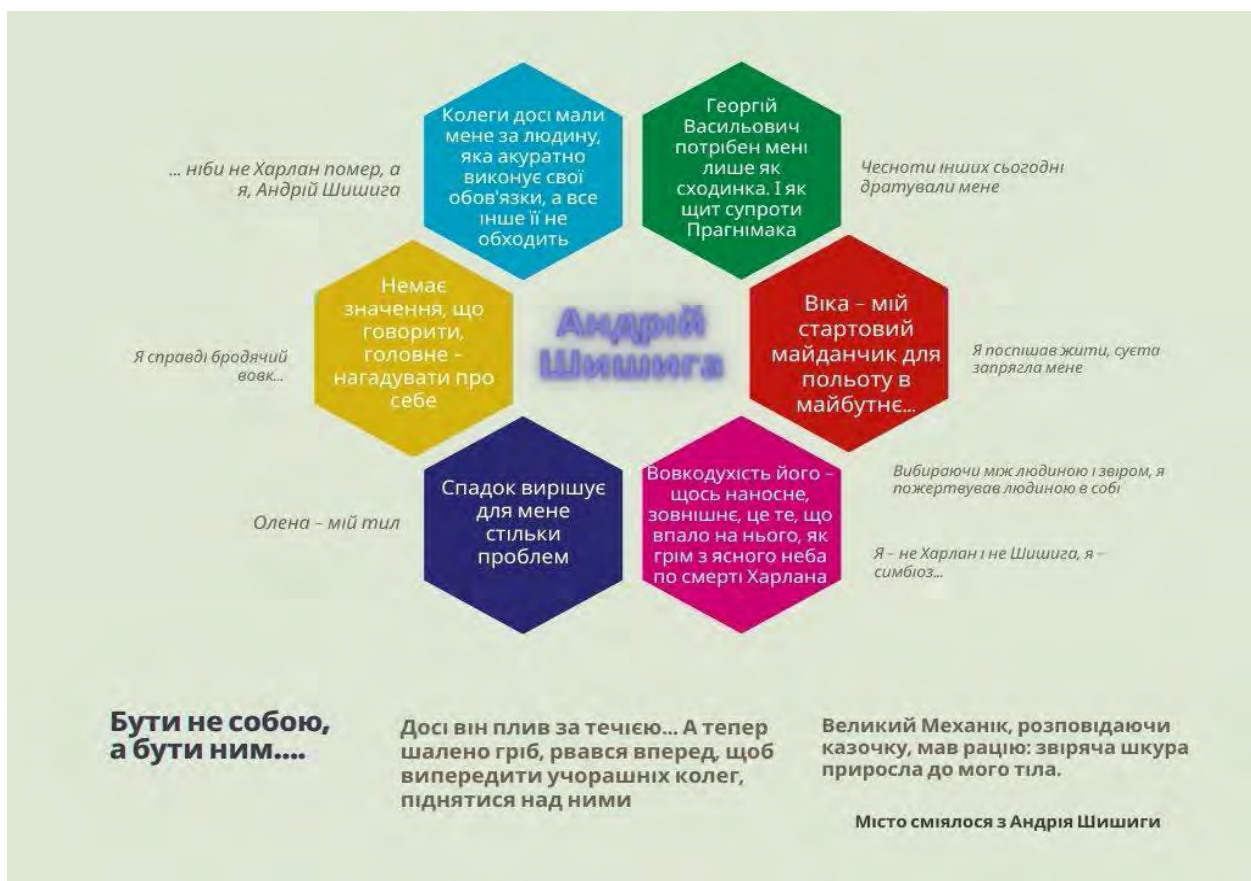 Колеги досі мали
мене за людину,
яка акуратно
виконує свої
обов'язки, а все
інше її не
обходить
Георгій
Васильович
потрібен мені
лише як
сходинка. І як
щит супроти
Прагнімака
... ніби не Харлан помер, а
я, Андрій Шишига
Чесноти інших сьогодні
дратували мене
Немає
значення, що
говорити,
головне –
нагадувати про
себе
Андрій
Шишига
Віка – мій
стартовий
майданчик для
польоту в
майбутнє...
Я справді бродячий
вовк...
Я поспішав жити, суєта
запрягла мене
Спадок вирішує
для мене
стільки
проблем
Вовкодухість його –
щось наносне,
зовнішнє, це те, що
впало на нього, як
грім з ясного неба
по смерті Харлана
Вибираючи між людиною і звіром, я
пожертвував людиною в собі
Олена – мій тил
Я – не Харлан і не Шишига, я –
симбіоз...
Бути не собою,
а бути ним....
Досі він плив за течією... А тепер
шалено гріб, рвався вперед, щоб
випередити учорашніх колег,
піднятися над ними
Великий Механік, розповідаючи
казочку, мав рацію: звіряча шкура
приросла до мого тіла.
Місто сміялося з Андрія Шишиги